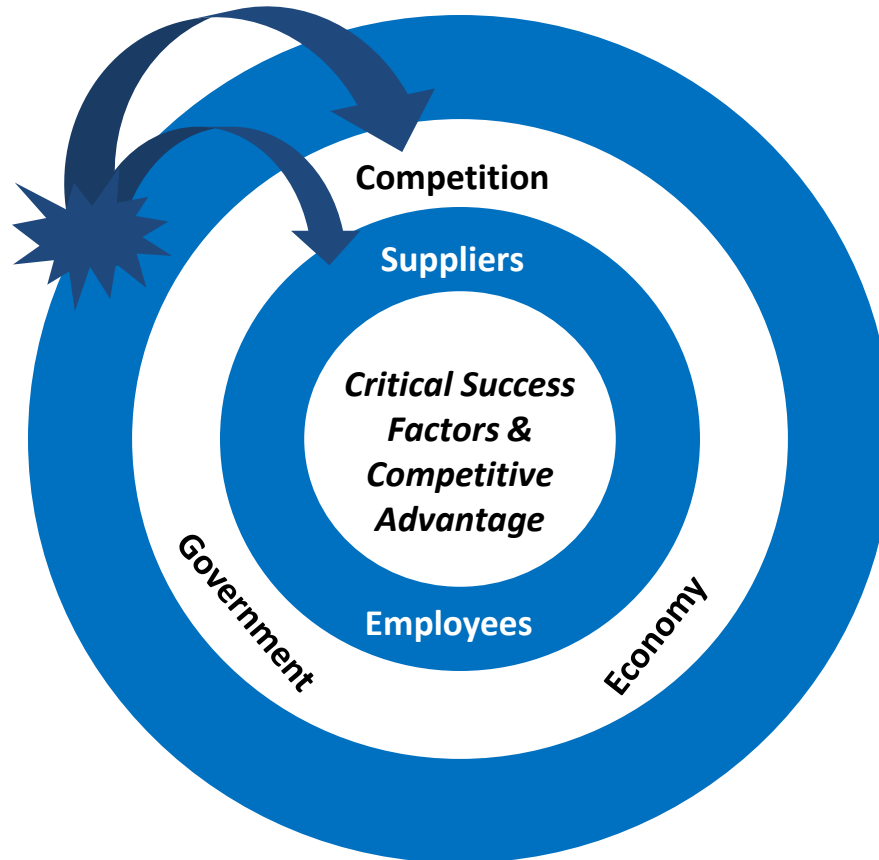 Competition
Suppliers
Critical Success
Factors &
Competitive
Advantage
Government
Economy
Employees